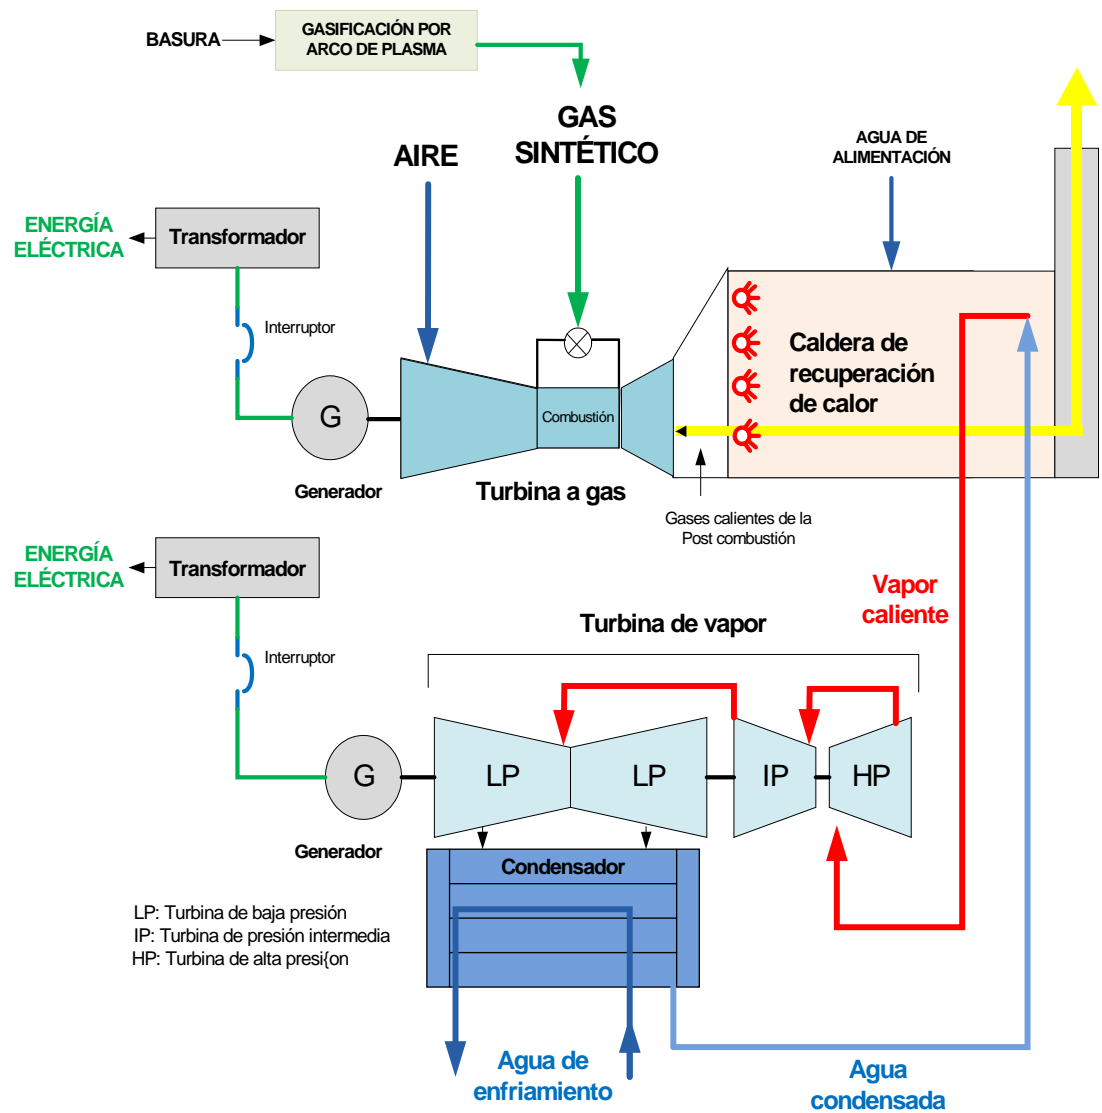 BASURA
GASIFICACIÓN POR
ARCO DE PLASMA
GAS
SINTÉTICO
AIRE
AGUA DE
ALIMENTACIÓN
ENERGÍA
ELÉCTRICA
Transformador
Interruptor
G
Generador
Combustión
Turbina a gas
Caldera de
recuperación
de calor
Gases calientes de la
Post combustión
ENERGÍA
ELÉCTRICA
Transformador
Interruptor
Vapor
caliente
Turbina de vapor
G
LP
LP
IP
HP
Generador
Condensador
LP: Turbina de baja presión
IP: Turbina de presión intermedia
HP: Turbina de alta presi{on
Agua de
enfriamiento
Agua
condensada